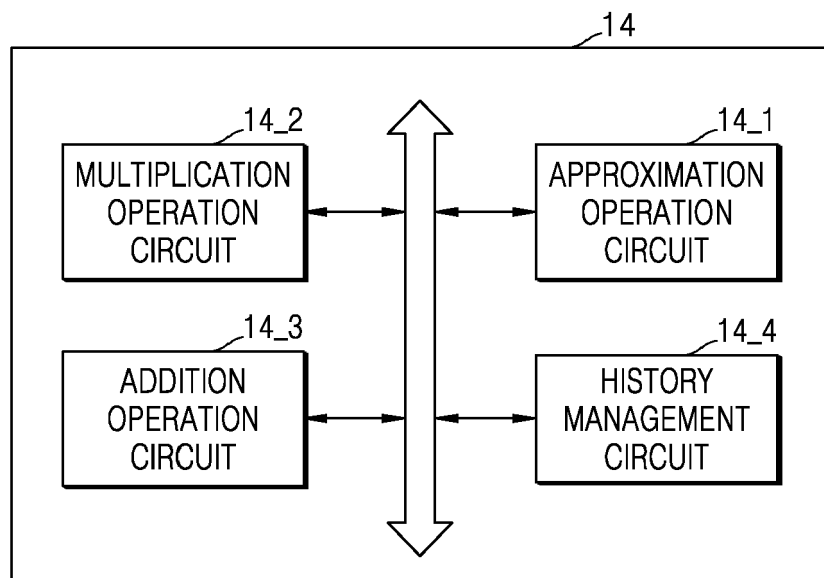 14
14_2
MULTIPLICATION
OPERATION
CIRCUIT
14_1
APPROXIMATION
OPERATION
CIRCUIT
14_3
ADDITION
OPERATION
CIRCUIT
14_4
HISTORY
MANAGEMENT
CIRCUIT